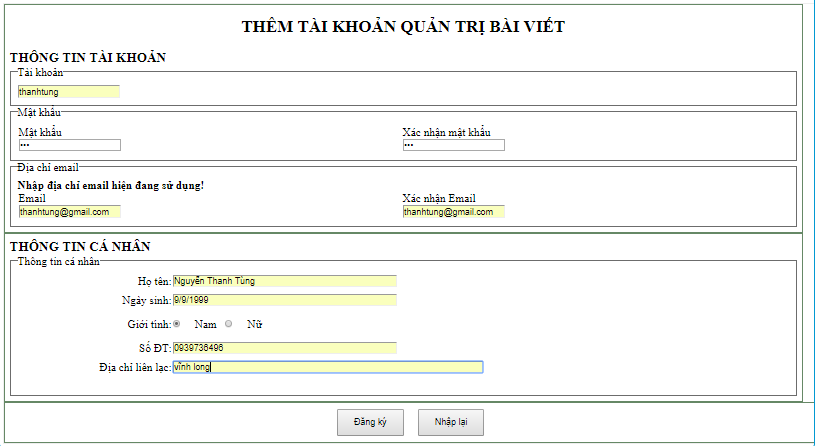 THÊM TÀI KHOẢN QUẢN TRỊ BÀI VIẾT
THÔNG TIN TÀI KHOẢN
Tài khoản
thanhtung
Mật khẩu
Mật khẩu Xác nhận mật khẩu
••• •••
Địa chỉ email
Nhập địa chỉ email hiện đang sử dụng!
Email Xác nhận Email
thanhtung@gmail.com thanhtung@gmail.com
THÔNG TIN CÁ NHÂN
Thông tin cá nhân
Họ tên: Nguyễn Thanh Tùng
Ngày sinh: 9/9/1999
Giới tính: Nam Nữ
Số ĐT: 0939736496
Địa chỉ liên lạc: vĩnh long
Đăng ký Nhập lại